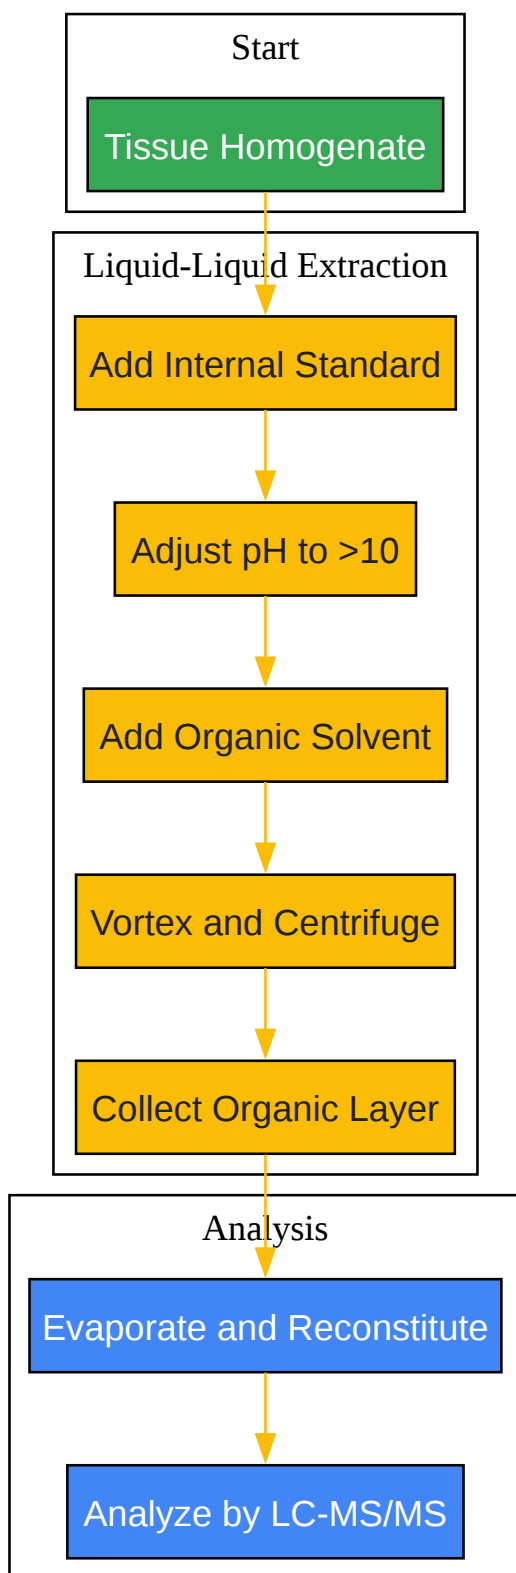 Start
Tissue Homogenate
Liquid-Liquid Extraction
Add Internal Standard
Adjust pH to >10
Add Organic Solvent
Vortex and Centrifuge
Collect Organic Layer
Analysis
Evaporate and Reconstitute
Analyze by LC-MS/MS